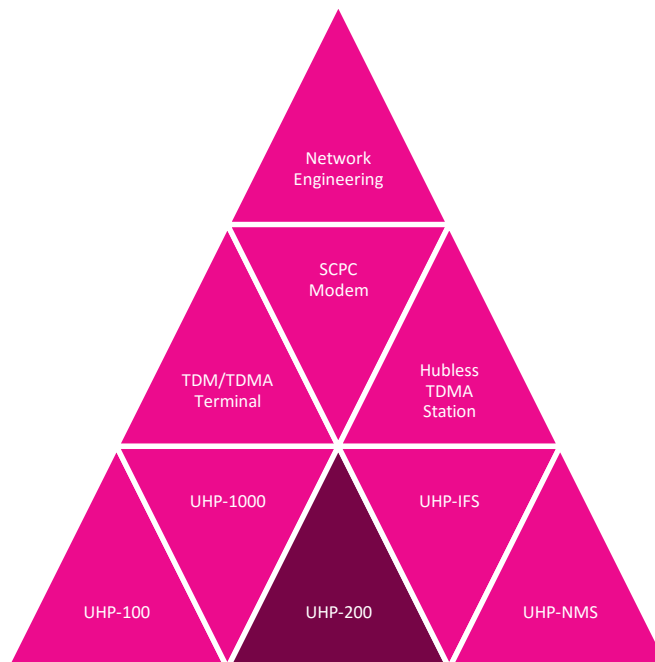 Network
Engineering
SCPC
Modem
TDM/TDMA
Terminal
Hubless
TDMA
Station
UHP-1000
UHP-IFS
UHP-100
UHP-200
UHP-NMS